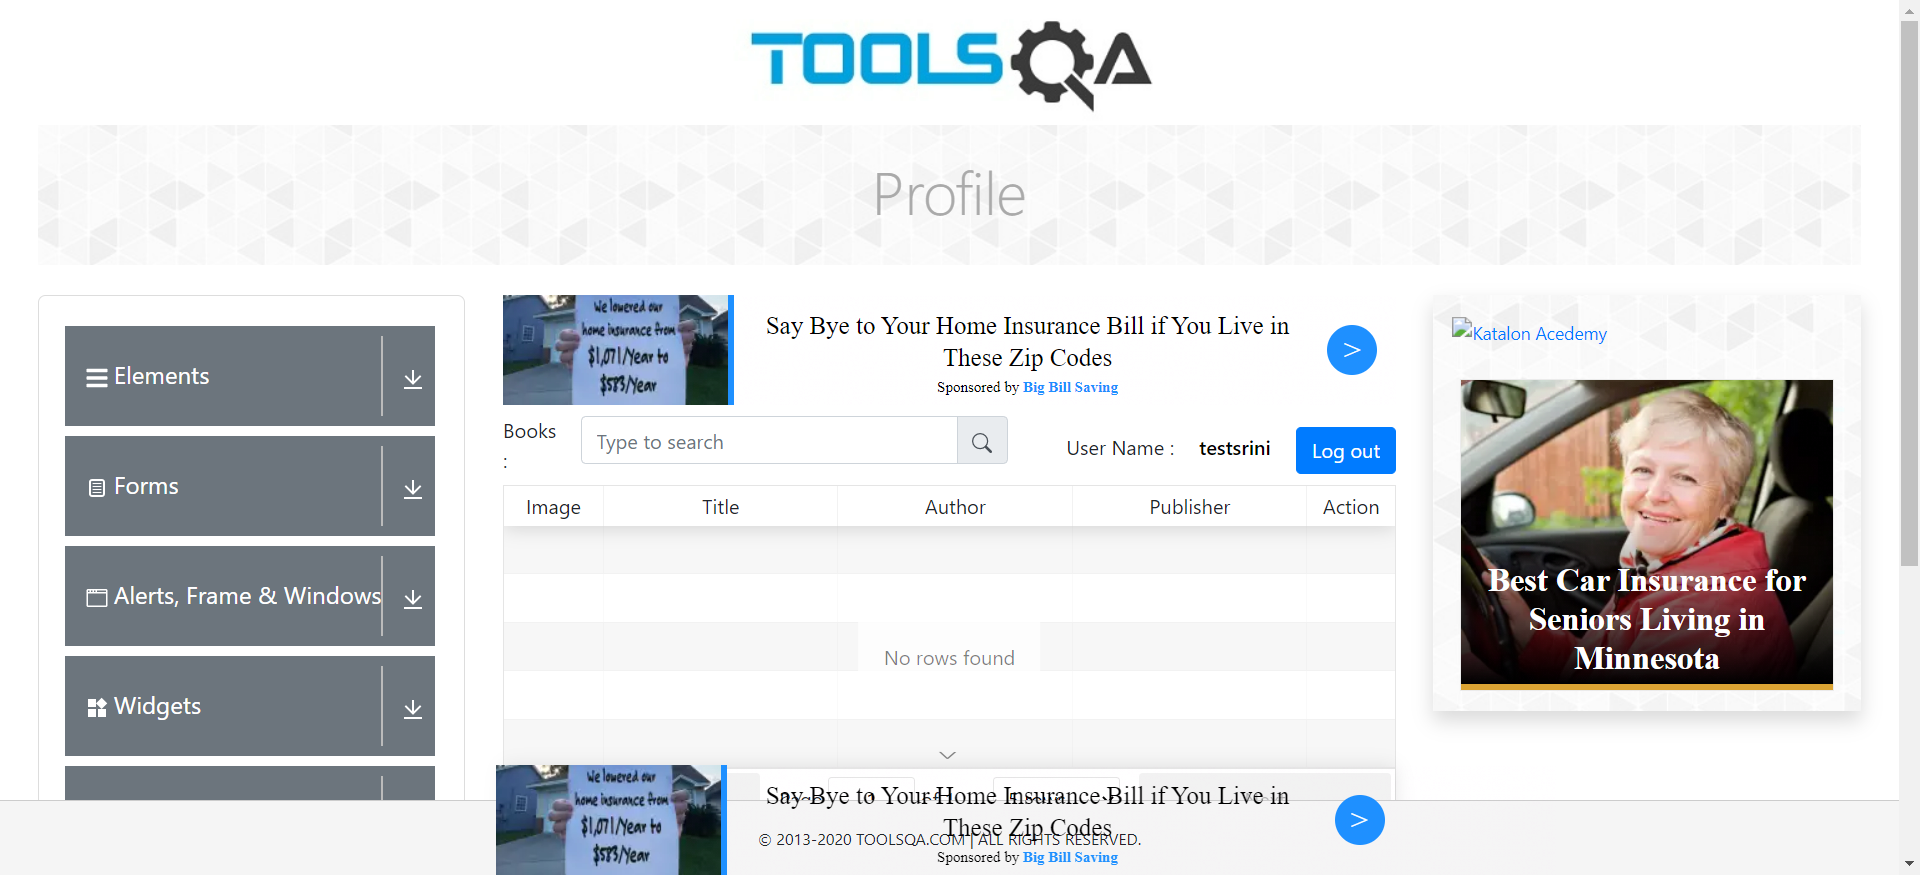 TOOLSQA
Profile
Elements
Forms
Alerts, Frame & Windows
Widgets
We lowered our
home insurance from
$1,071/Year to
$583/Year
Say Bye to Your Home Insurance Bill if You Live in
These Zip Codes
Sponsored by Big Bill Saving
>
Books
:
Type to search
User Name :
testsrini
Log out
Image
Title
Author
Publisher
Action
No rows found
Katalon Acedemy
Best Car Insurance for
Seniors Living in
Minnesota
We lowered our
home insurance from
$1,071/Year to
$583/Year
Say Bye to Your Home Insurance Bill if You Live in
These Zip Codes
© 2013-2020 TOOLSQA.COM | ALL RIGHTS RESERVED.
Sponsored by Big Bill Saving
>